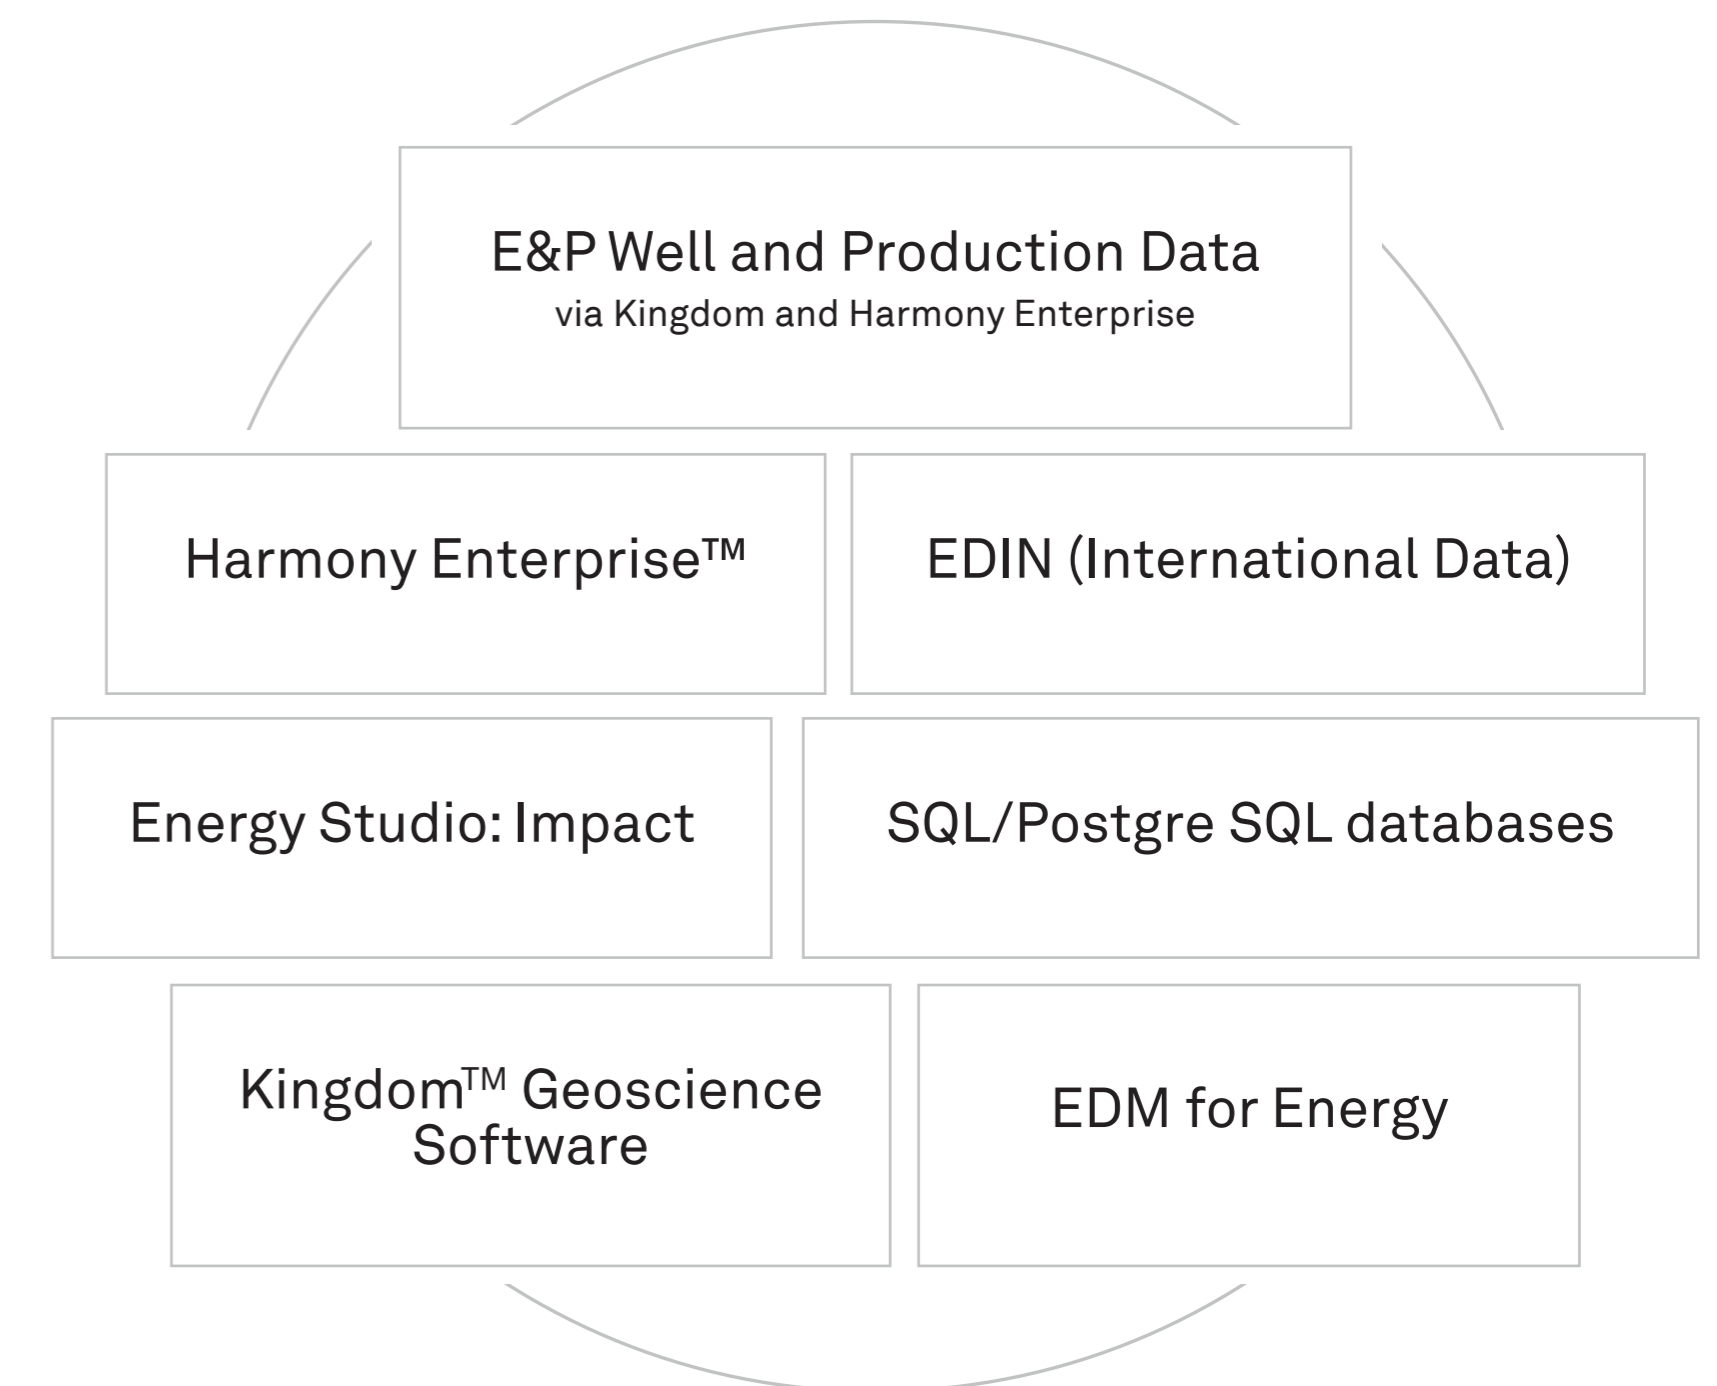 E&P Well and Production Data
via Kingdom and Harmony Enterprise
Harmony Enterprise™
EDIN (International Data)
Energy Studio: Impact
SQL/Postgre SQL databases
Kingdom™ Geoscience
Software
EDM for Energy